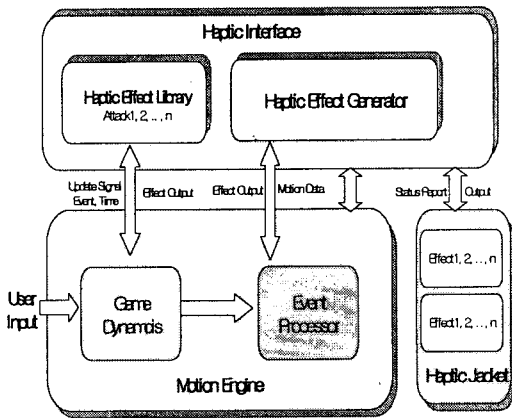 Haptic Interface
Haptic Effect Library
Attack1, 2, .., n
Haptic Effect Generator
Update Signal
Event, Time
Effect Output
Effect Output
Motion Data
Status Report
Output
User
Input
Game
Dynamcis
Event
Processor
Motion Engine
Effect1, 2, .., n
Effect1, 2, .., n
Haptic Jacket